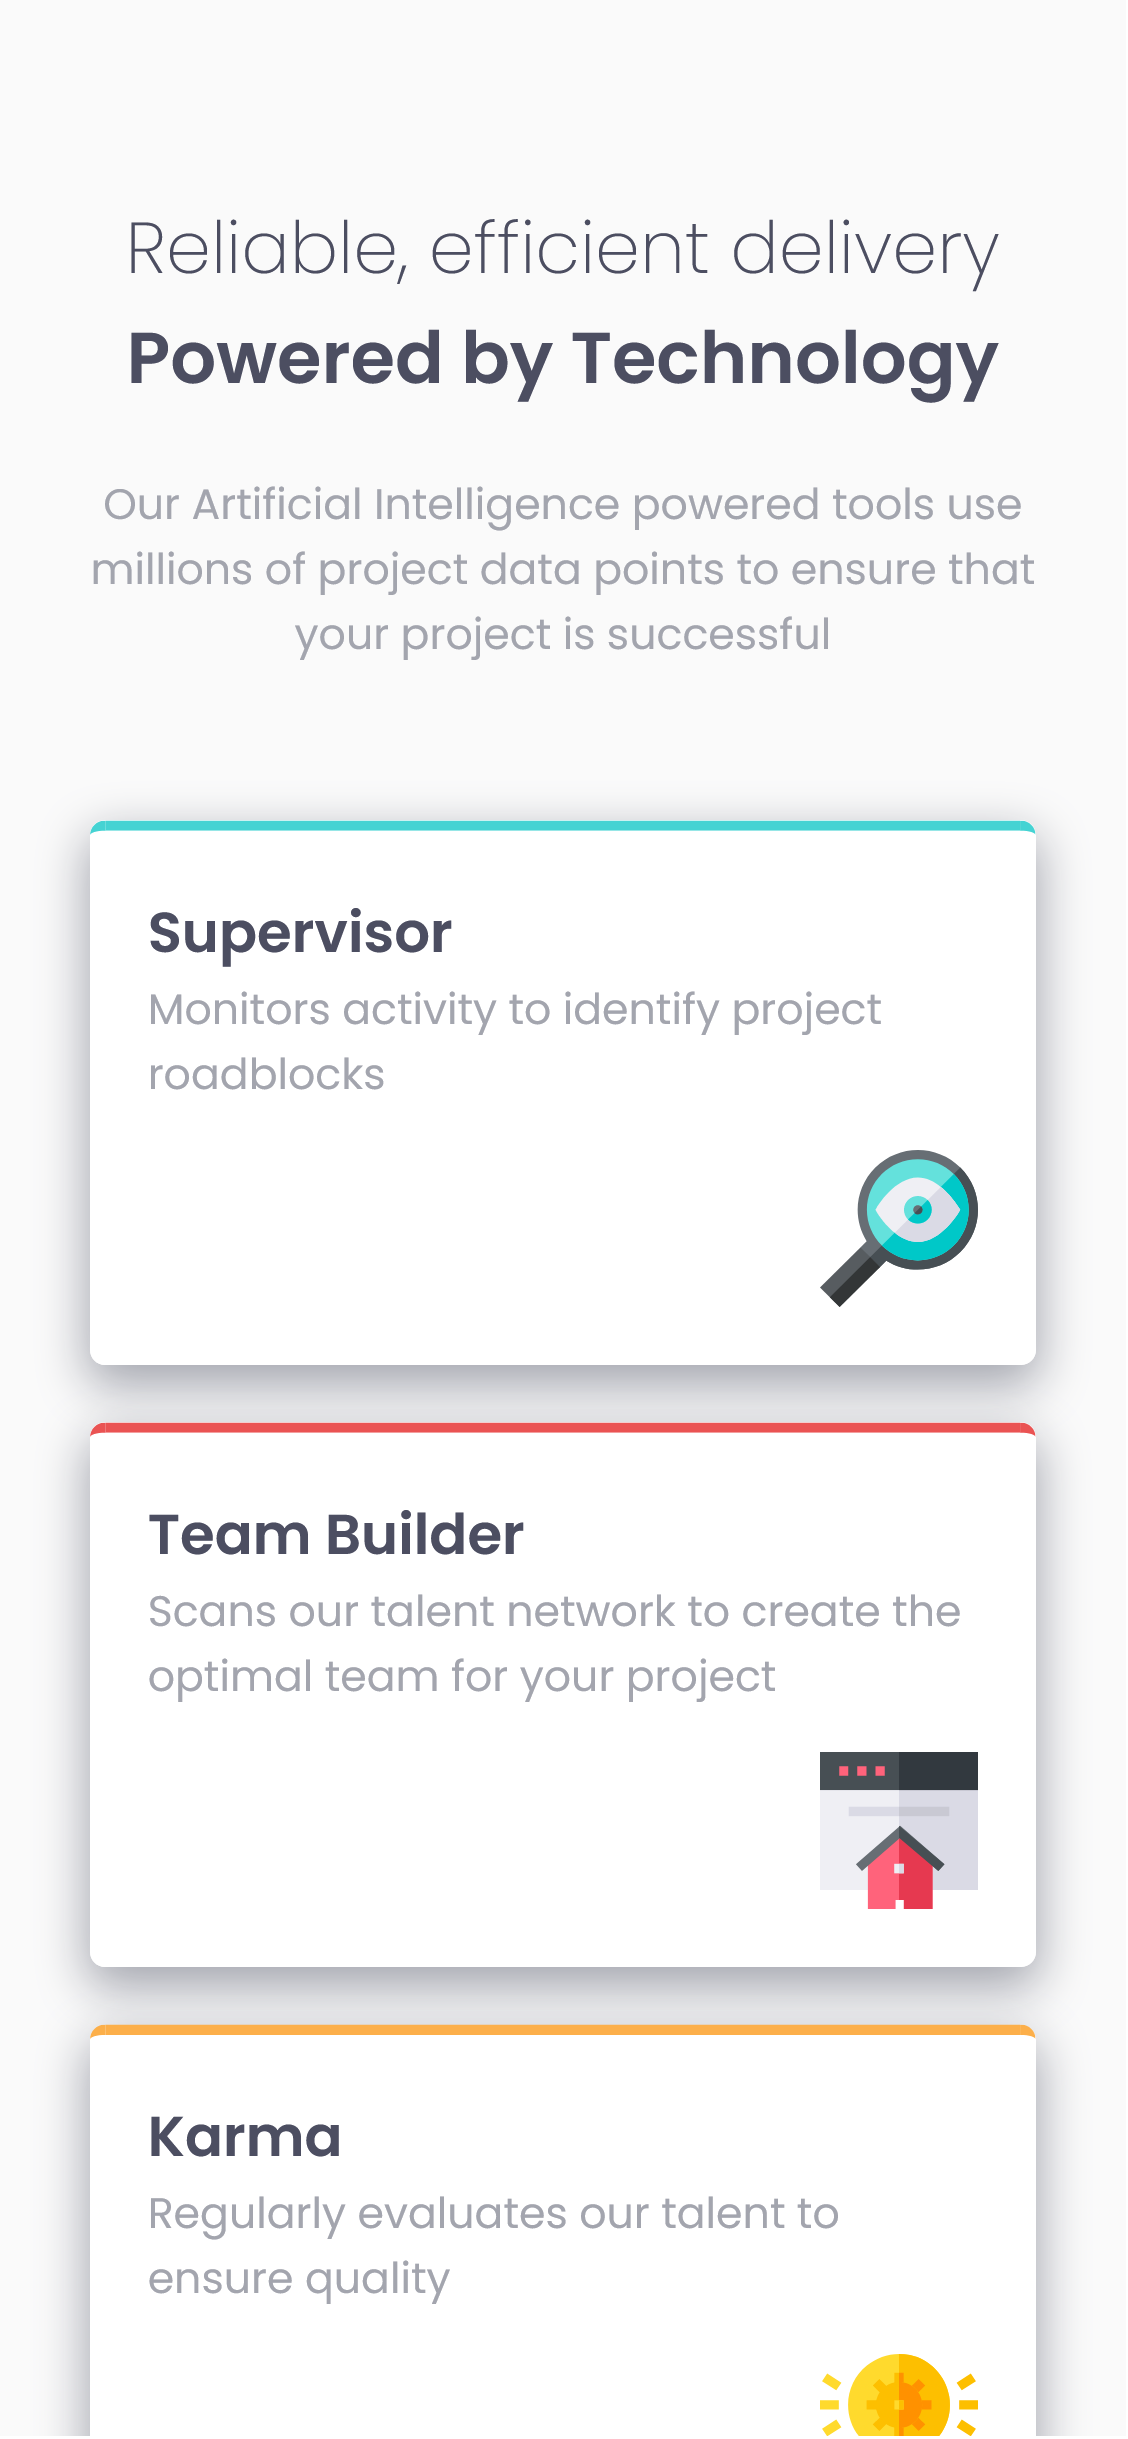 Reliable, efficient delivery
Powered by Technology
Our Artificial Intelligence powered tools use
millions of project data points to ensure that
your project is successful
Supervisor
Monitors activity to identify project
roadblocks
Team Builder
Scans our talent network to create the
optimal team for your project
Karma
Regularly evaluates our talent to
ensure quality